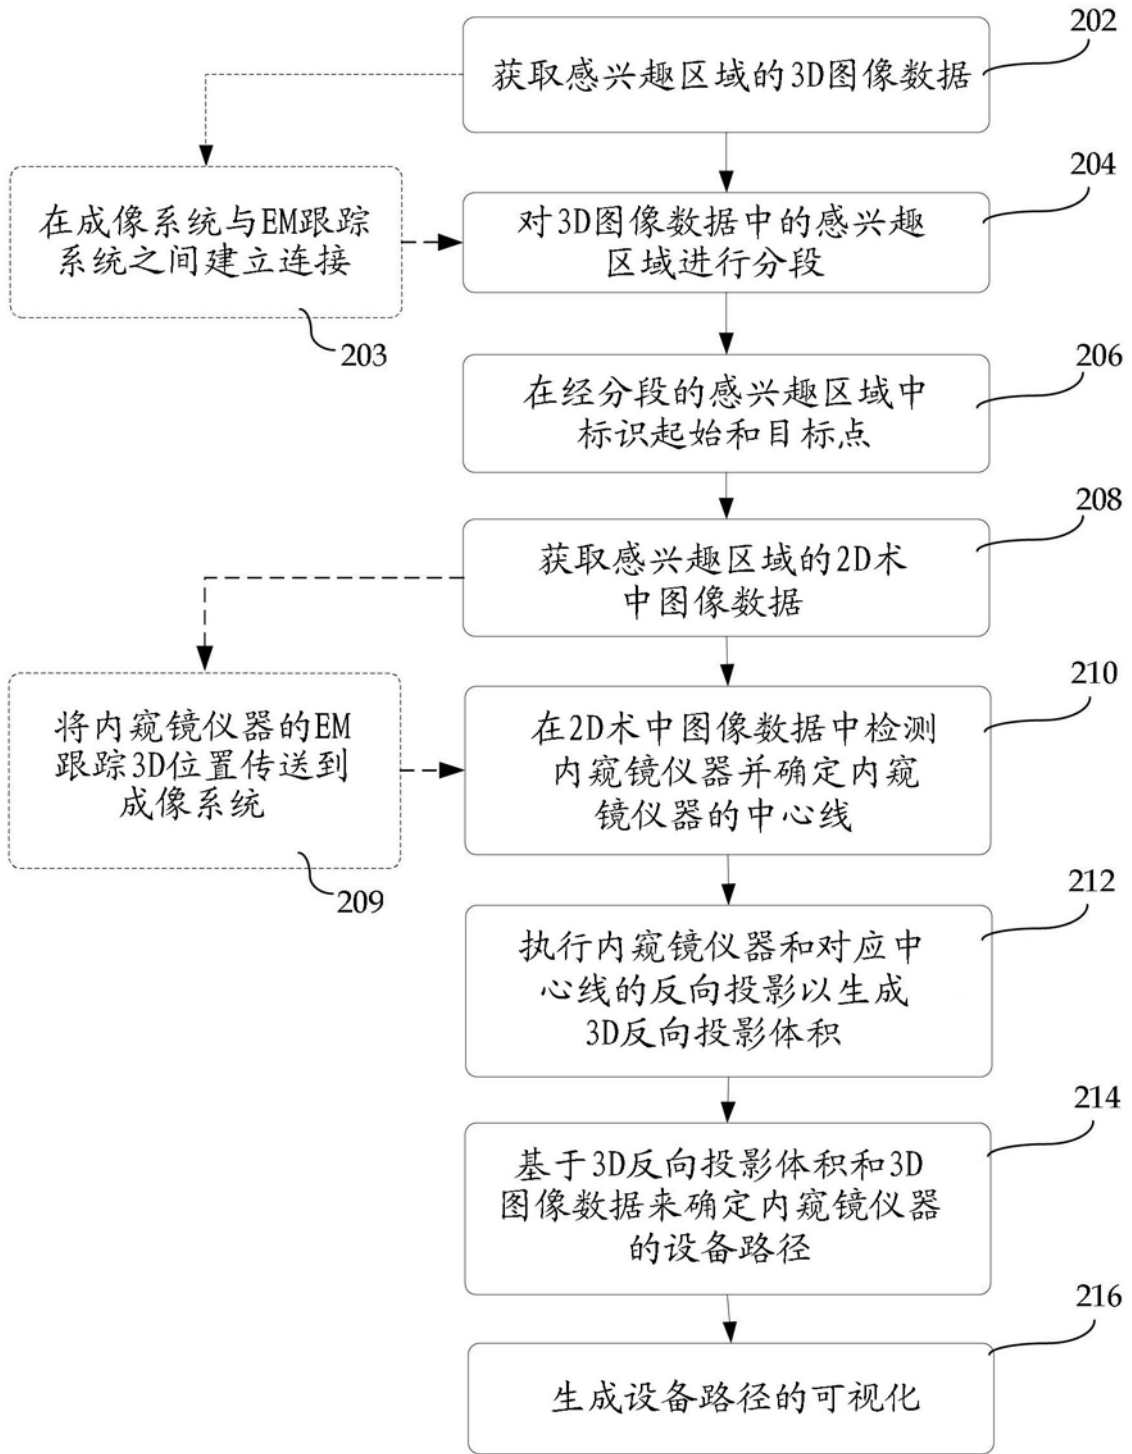 202
获取感兴趣区域的3D图像数据
204
在成像系统与EM跟踪
系统之间建立连接
203
对3D图像数据中的感兴趣
区域进行分段
206
在经分段的感兴趣区域中
标识起始和目标点
208
获取感兴趣区域的2D术
中图像数据
210
将内窥镜仪器的EM
跟踪3D位置传送到
成像系统
209
在2D术中图像数据中检测
内窥镜仪器并确定内窥
镜仪器的中心线
212
执行内窥镜仪器和对应中
心线的反向投影以生成
3D反向投影体积
214
基于3D反向投影体积和3D
图像数据来确定内窥镜仪器
的设备路径
216
生成设备路径的可视化